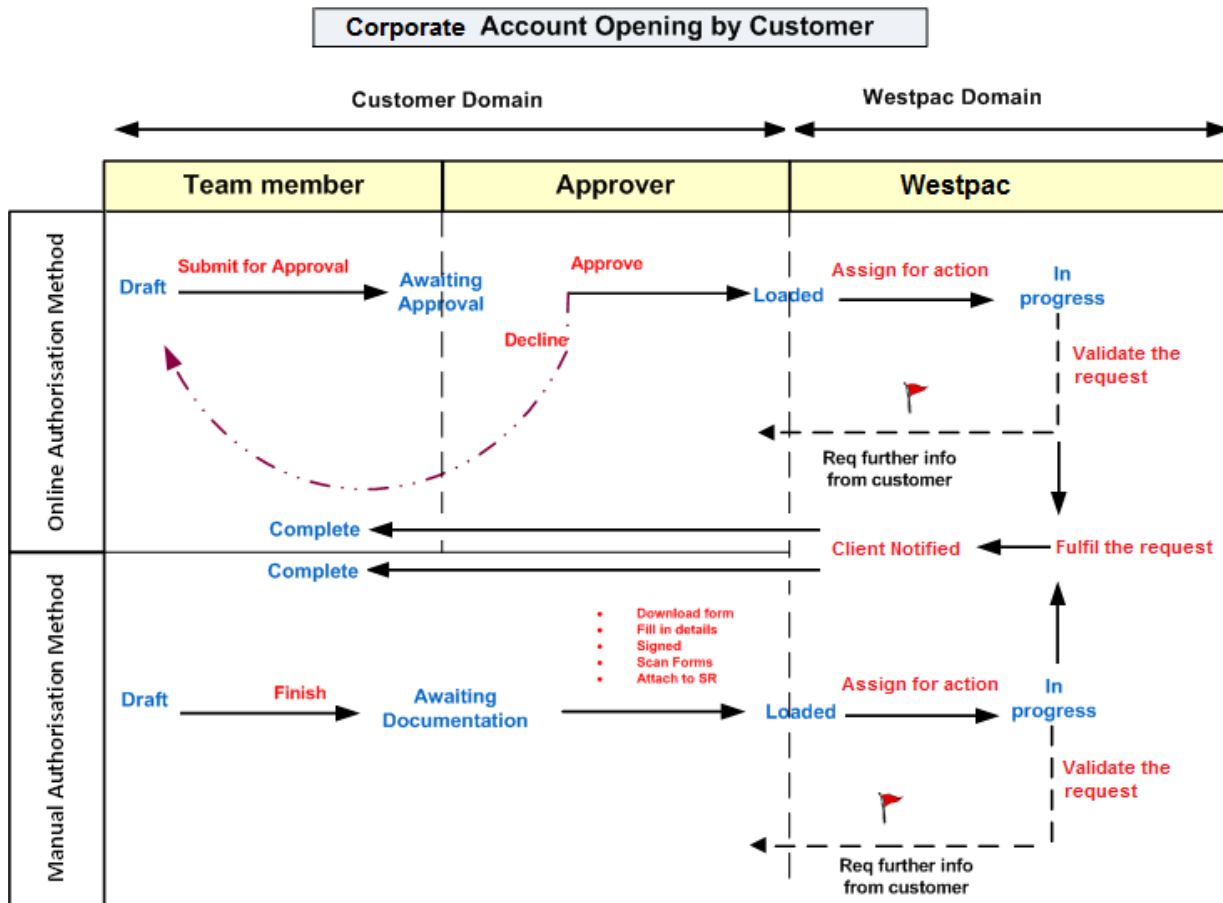 Corporate Account Opening by Customer
Customer Domain
Westpac Domain
Team member
Approver
Westpac
Online Authorisation Method
Draft
Submit for Approval
Awaiting
Approval
Approve
Decline
Loaded
Assign for action
In
progress
Validate the
request
Req further info
from customer
Complete
Client Notified
Fulfil the request
Manual Authorisation Method
Complete
Draft
Finish
Awaiting
Documentation
• Download form
• Fill in details
• Signed
• Scan Forms
• Attach to SR
Loaded
Assign for action
In
progress
Validate the
request
Req further info
from customer